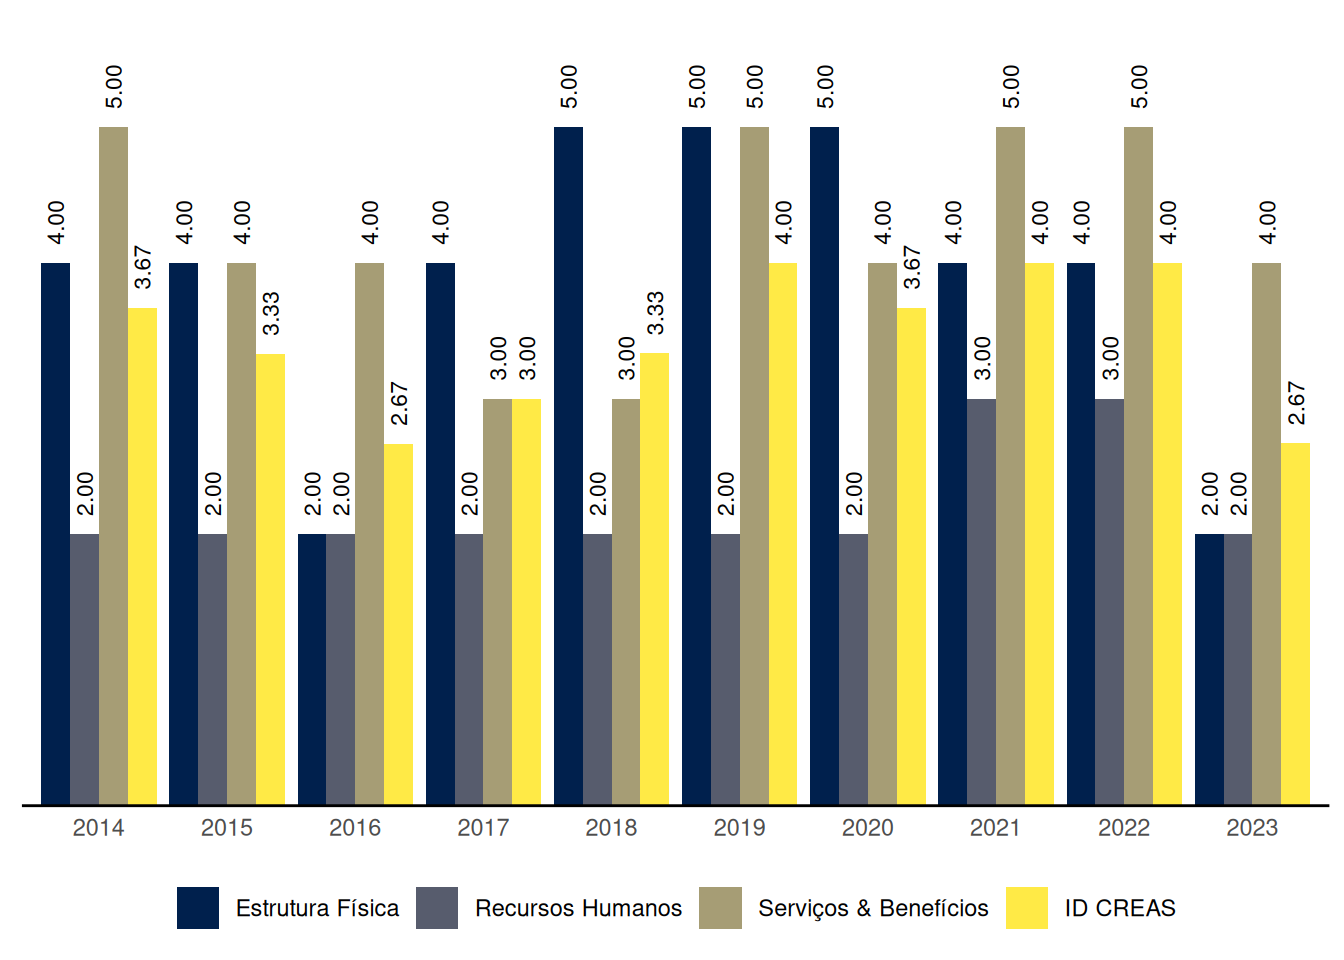 5.00 5.00 5.00 5.00 5.00 5.00 5.00
4.00 4.00 4.00 4.00 4.00 4.00 4.00 4.00 4.00 4.00 4.00 4.00
3.67 3.67
3.33 3.33
3.00 3.00 3.00 3.00 3.00
2.67 2.67
2.00 2.00 2.00 2.00 2.00 2.00 2.00 2.00 2.00 2.00
2014 2015 2016 2017 2018 2019 2020 2021 2022 2023
Estrutura Física Recursos Humanos Serviços & Benefícios ID CREAS